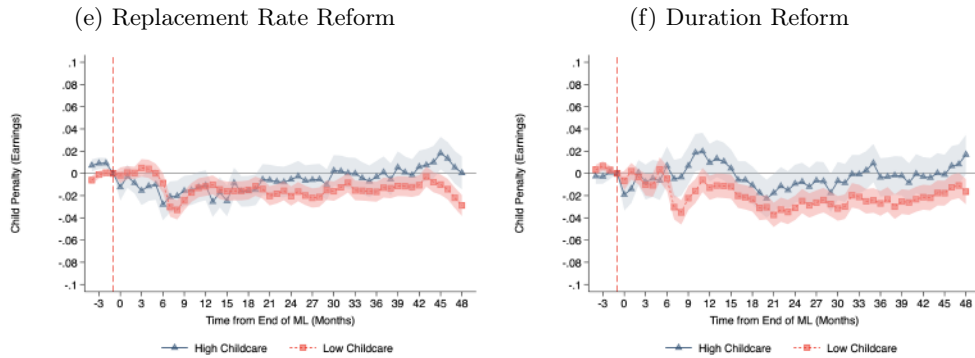 (e) Replacement Rate Reform
(f) Duration Reform
Child Penalty (Earnings)
.1
.08
.06
.04
.02
0
-.02
-.04
-.06
-.08
-.1
-3 0 3 6 9 12 15 18 21 24 27 30 33 36 39 42 45 48
Time from End of ML (Months)
High Childcare Low Childcare
Child Penalty (Earnings)
.1
.08
.06
.04
.02
0
-.02
-.04
-.06
-.08
-.1
-3 0 3 6 9 12 15 18 21 24 27 30 33 36 39 42 45 48
Time from End of ML (Months)
High Childcare Low Childcare